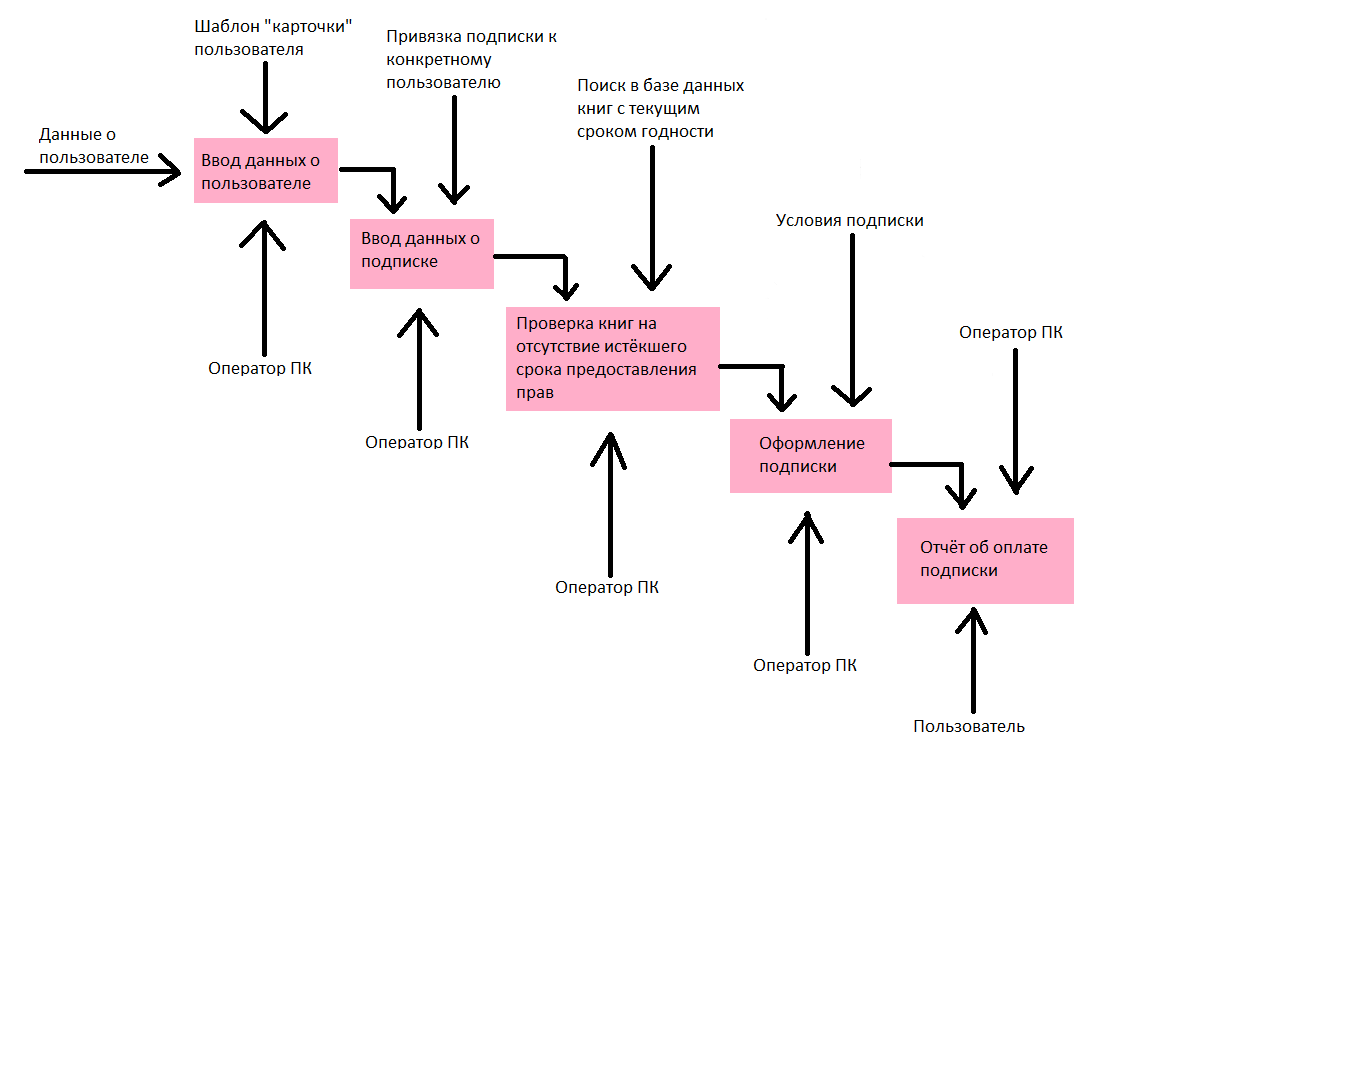 Шаблон "карточки"
пользователя
Привязка подписки к
конкретному
пользователю
Поиск в базе данных
книг с текущим
сроком годности
Данные о
пользователе
Ввод данных о
пользователе
Условия подписки
Ввод данных о
подписке
Проверка книг на
отсутствие истёкшего
срока предоставления
прав
Оператор ПК
Оператор ПК
Оператор ПК
Оформление
подписки
Отчёт об оплате
подписки
Оператор ПК
Оператор ПК
Пользователь